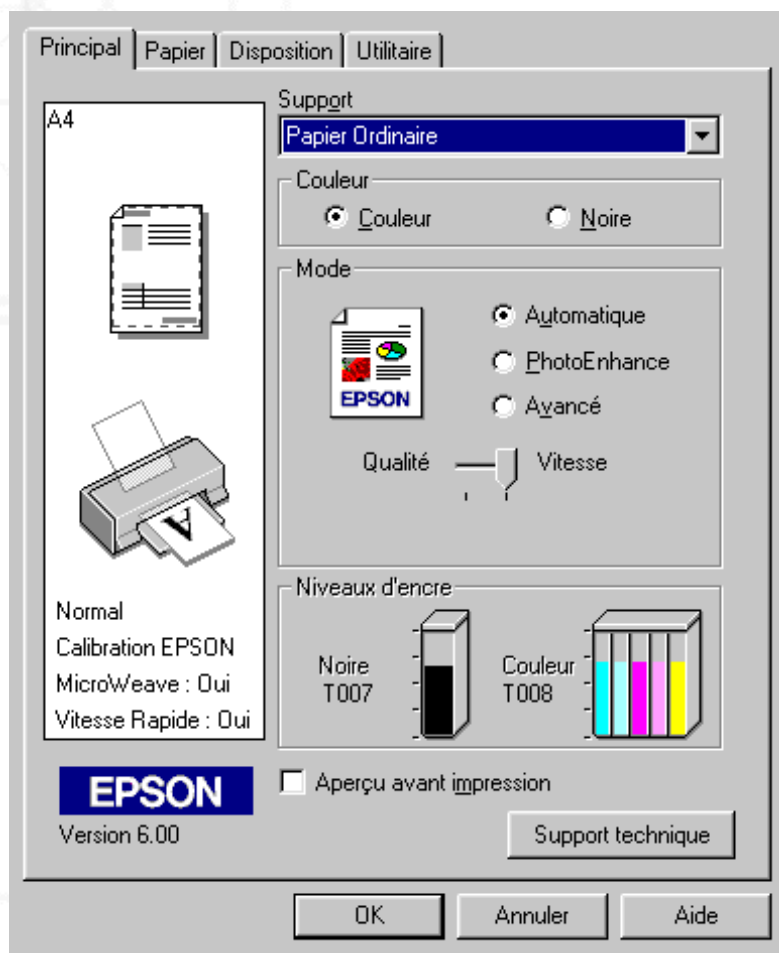 Principal Papier Disposition Utilitaire
A4
Support
Papier Ordinaire
Couleur
Couleur Noire
Mode
Automatique
PhotoEnhance
EPSON
Avancé
Qualité Vitesse
A
Normal
Calibration EPSON
MicroWeave : Oui
Vitesse Rapide : Oui
Niveaux d'encre
Noire
T007
Couleur
T008
EPSON
Version 6.00
Aperçu avant impression
Support technique
OK Annuler Aide